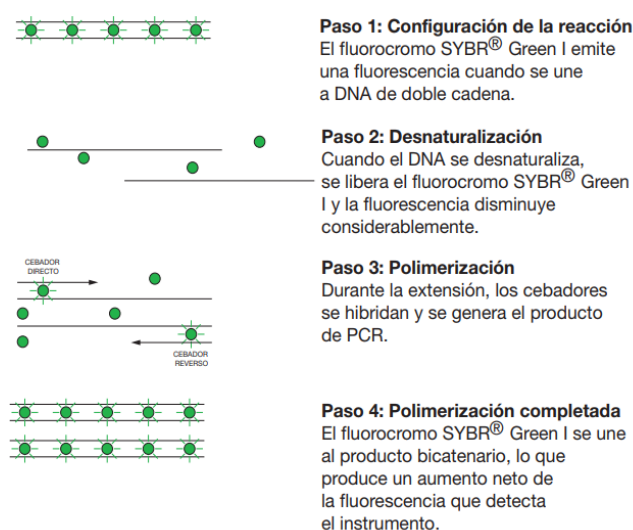 Paso 1: Configuración de la reacción
El fluorocromo SYBR® Green I emite
una fluorescencia cuando se une
a DNA de doble cadena.
Paso 2: Desnaturalización
Cuando el DNA se desnaturaliza,
se libera el fluorocromo SYBR® Green
I y la fluorescencia disminuye
considerablemente.
CEBADOR
DIRECTO
CEBADOR
REVERSO
Paso 3: Polimerización
Durante la extensión, los cebadores
se hibridan y se genera el producto
de PCR.
Paso 4: Polimerización completada
El fluorocromo SYBR® Green I se une
al producto bicatenario, lo que
produce un aumento neto de
la fluorescencia que detecta
el instrumento.